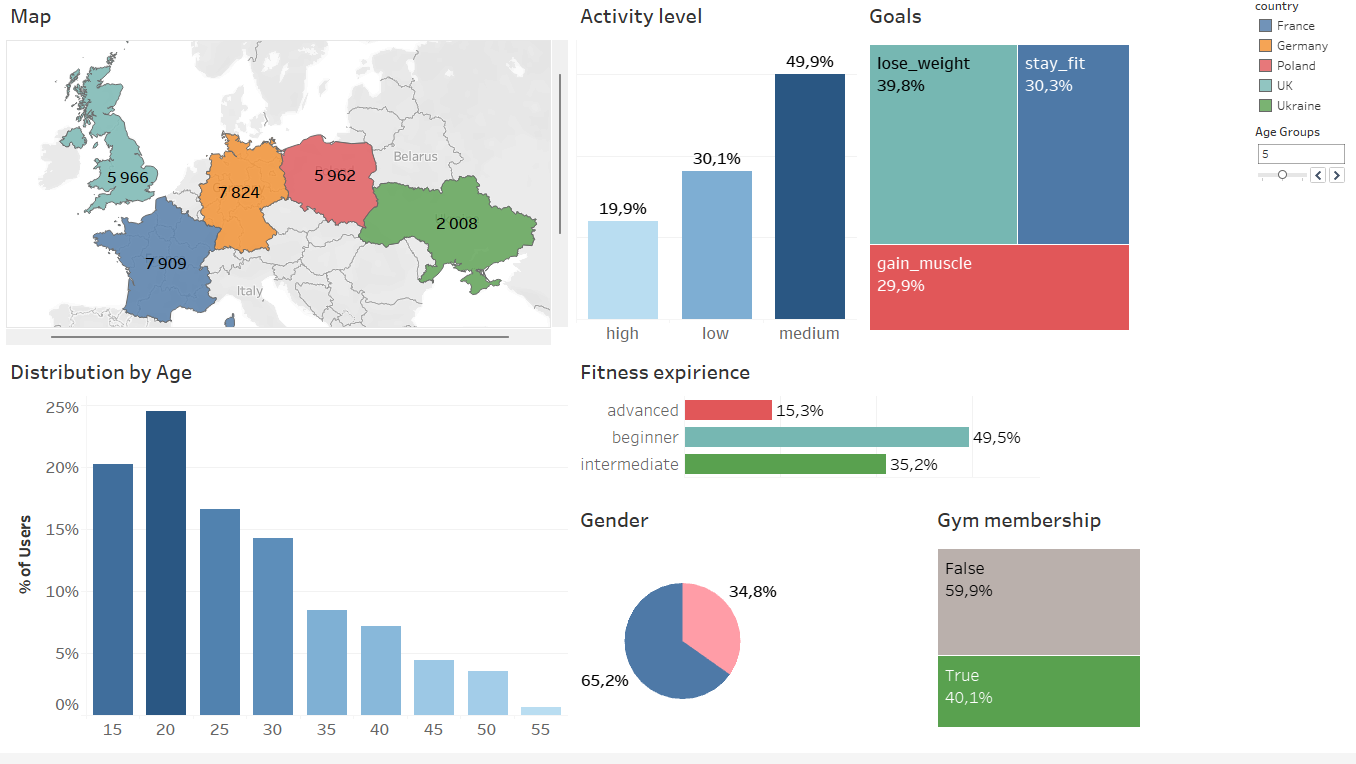 Map
5 966
7 824
5 962
2 008
7 909
Belarus
Italy
Activity level
49,9%
30,1%
19,9%
high
low
medium
Goals
lose_weight
39,8%
stay_fit
30,3%
gain_muscle
29,9%
country
France
Germany
Poland
UK
Ukraine
Age Groups
5
Distribution by Age
% of Users
25%
20%
15%
10%
5%
0%
15
20
25
30
35
40
45
50
55
Fitness expirience
advanced
15,3%
beginner
49,5%
intermediate
35,2%
Gender
34,8%
65,2%
Gym membership
False
59,9%
True
40,1%